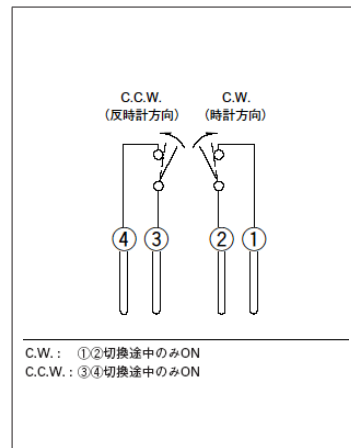 C.C.W. C.W.
(反時計方向) (時計方向)
④ ③ ② ①
C.W.: ①②切換途中のみON
C.C.W.: ③④切換途中のみON